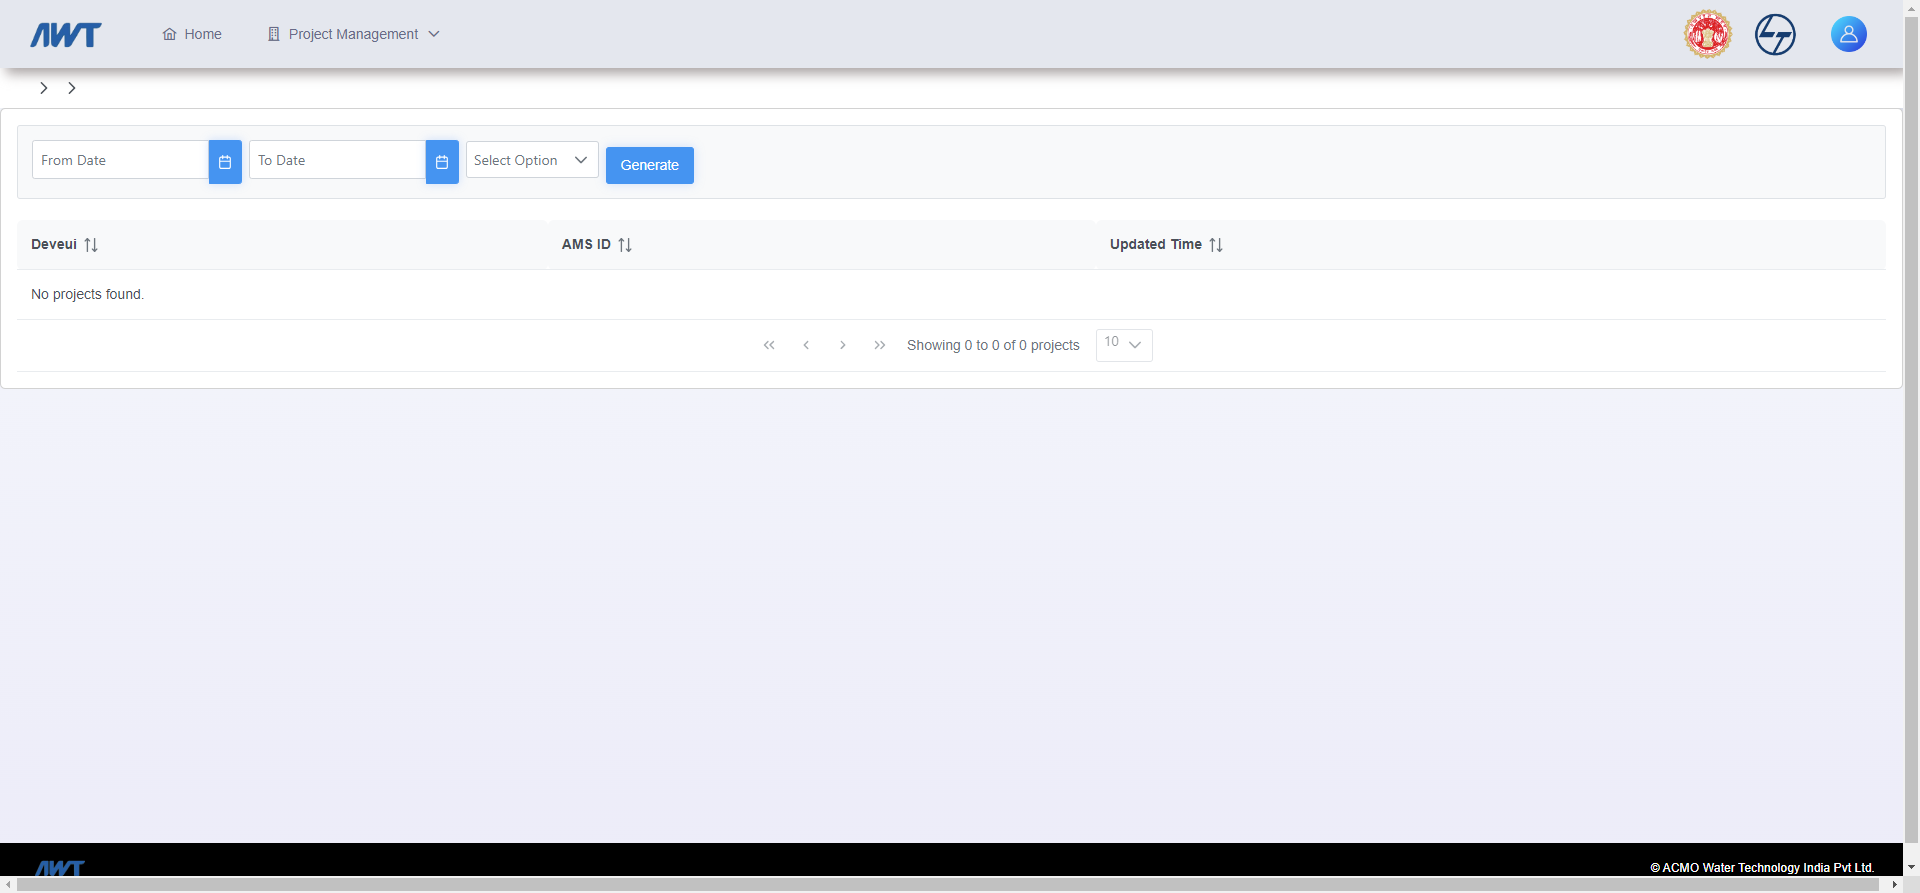 AWT
Home
Project Management
From Date
To Date
Select Option
Generate
Deveui
AMS ID
Updated Time
No projects found.
Showing 0 to 0 of 0 projects
10
AWT
© ACMO Water Technology India Pvt Ltd.